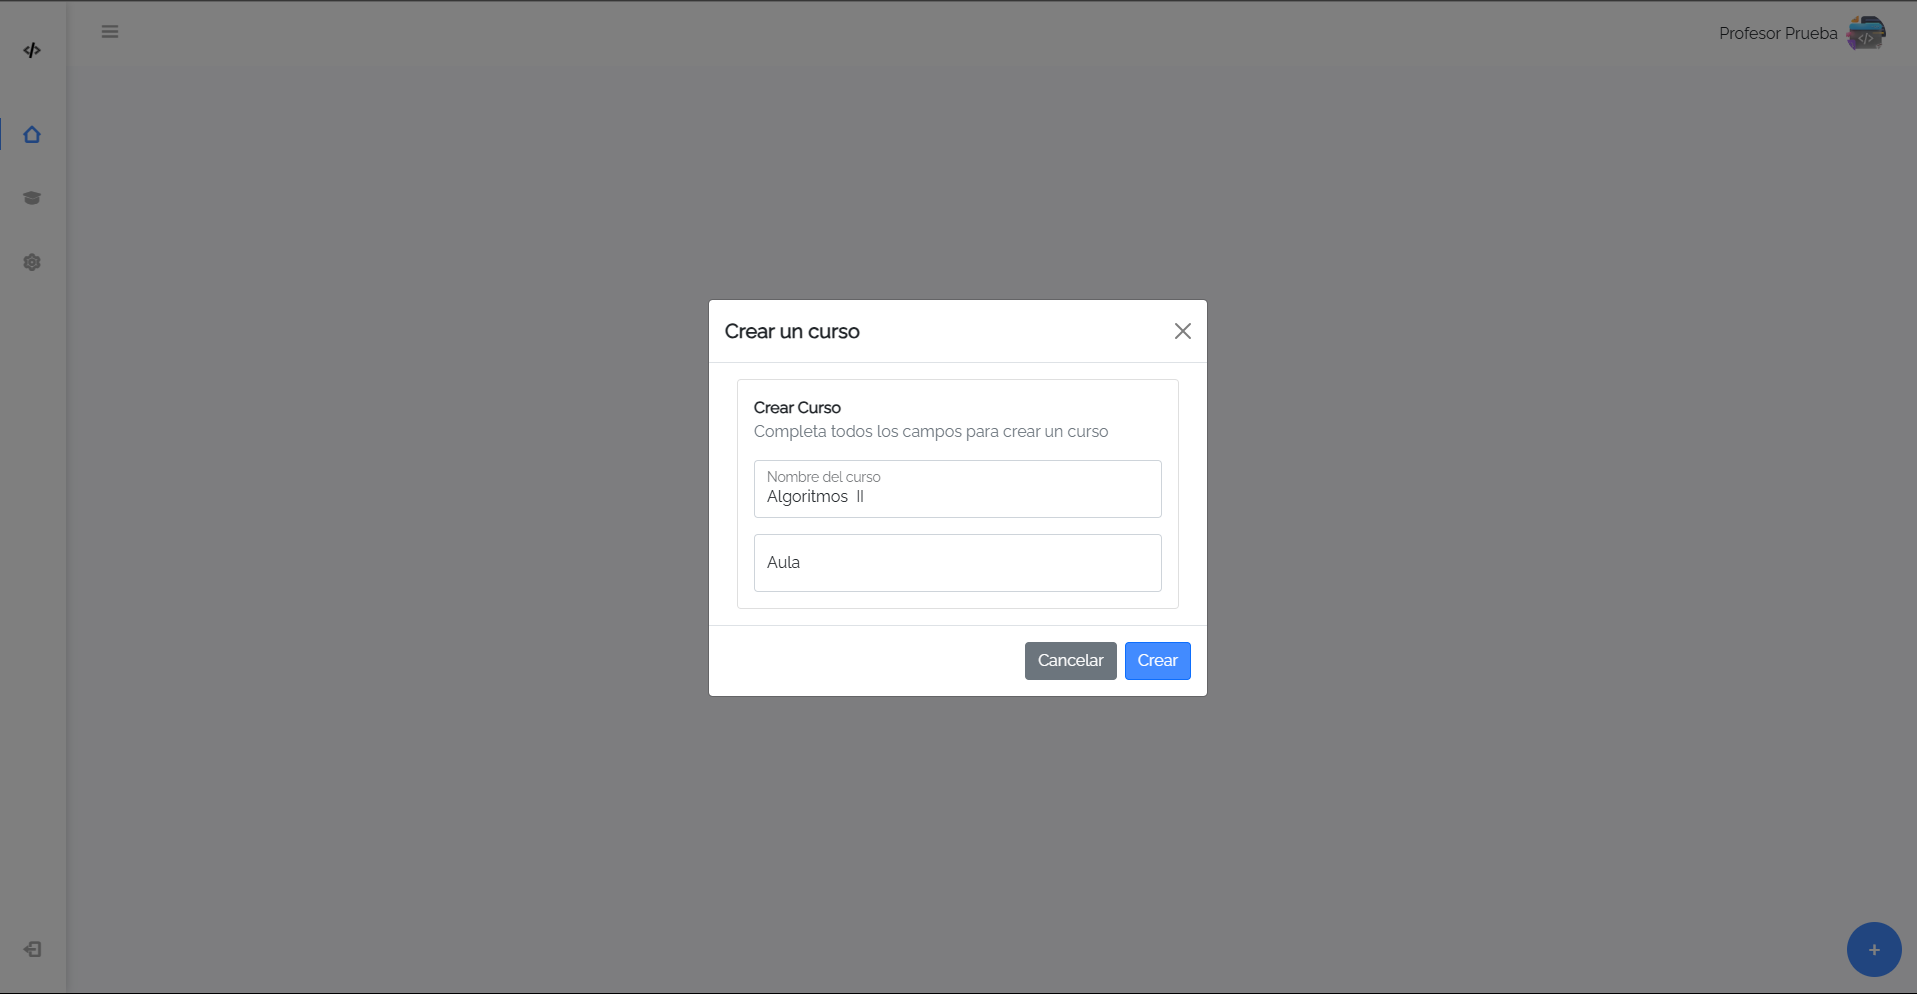 Profesor Prueba
Crear un curso
Crear Curso
Completa todos los campos para crear un curso
Nombre del curso
Algoritmos  II
Aula
Cancelar
Crear
+